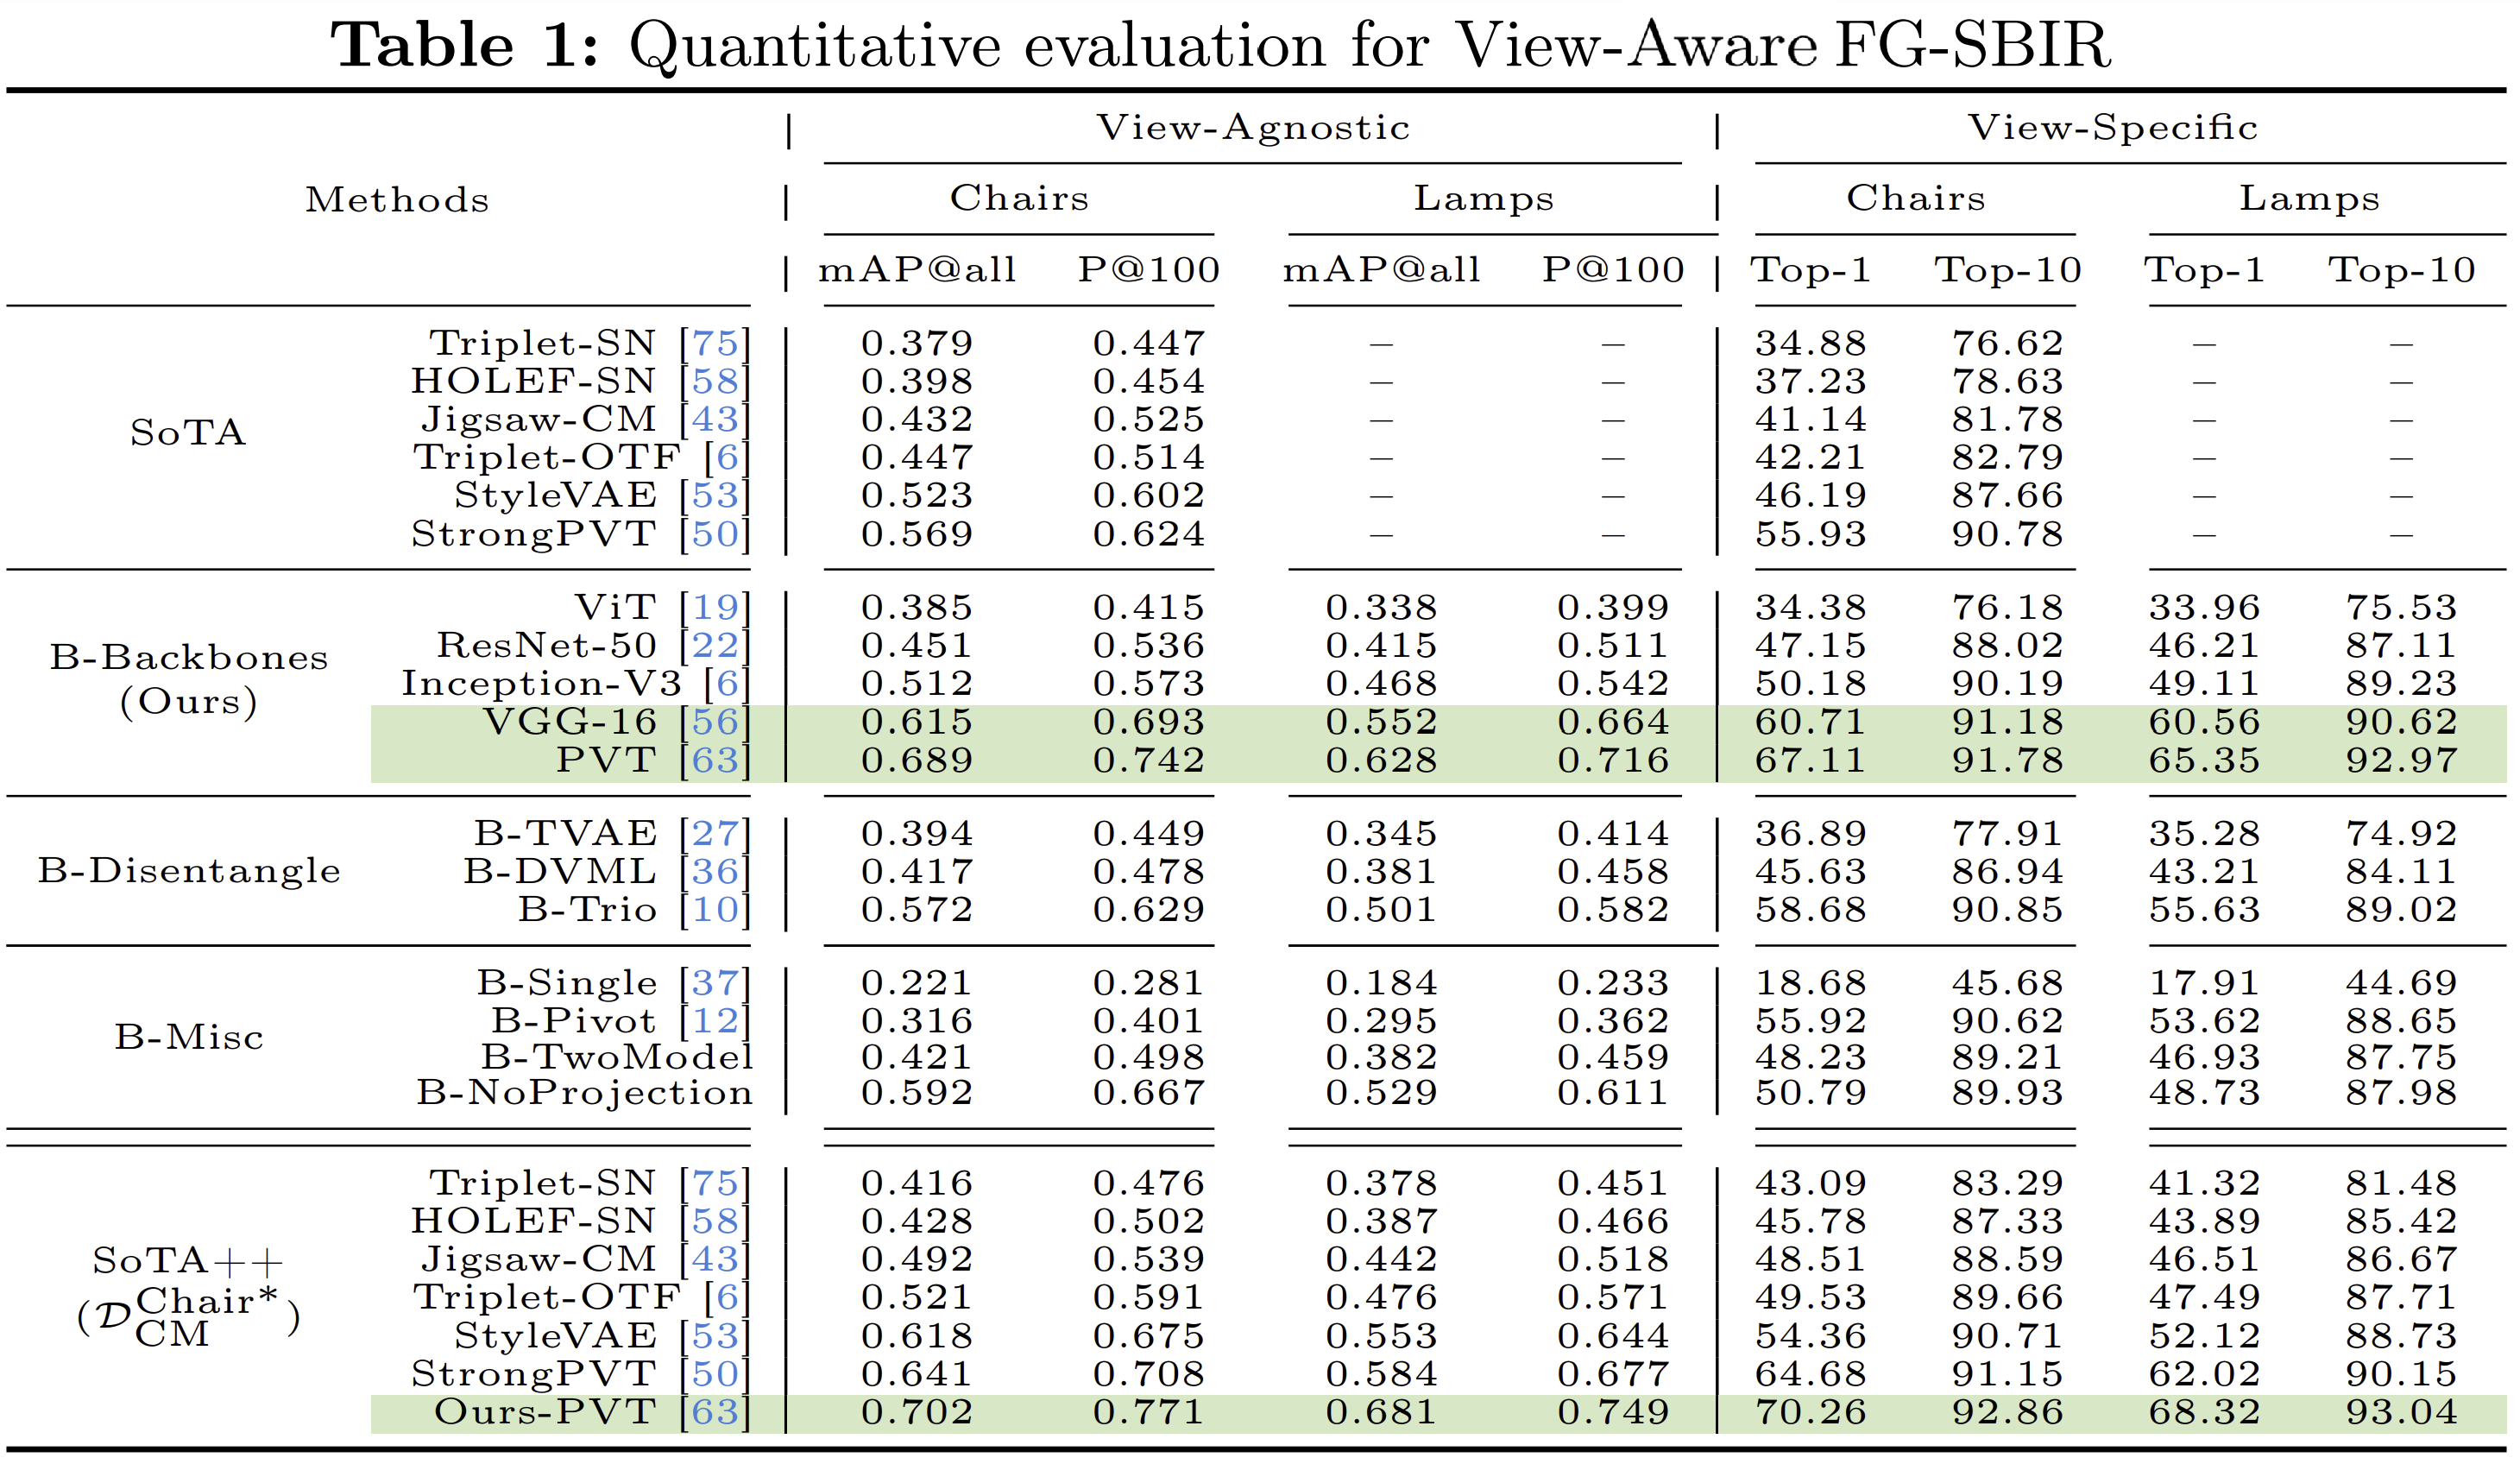 Table 1: Quantitative evaluation for View-Aware FG-SBIR
View-Agnostic View-Specific
Methods Chairs Lamps Chairs Lamps
mAP@all P@100 mAP@all P@100 Top-1 Top-10 Top-1 Top-10
Triplet-SN [75] 0.379 0.447 – – 34.88 76.62 – –
HOLEF-SN [58] 0.398 0.454 – – 37.23 78.63 – –
Jigsaw-CM [43] 0.432 0.525 – – 41.14 81.78 – –
SoTA
Triplet-OTF [6] 0.447 0.514 – – 42.21 82.79 – –
StyleVAE [53] 0.523 0.602 – – 46.19 87.66 – –
StrongPVT [50] 0.569 0.624 – – 55.93 90.78 – –
ViT [19] 0.385 0.415 0.338 0.399 34.38 76.18 33.96 75.53
ResNet-50 [22] 0.451 0.536 0.415 0.511 47.15 88.02 46.21 87.11
B-Backbones
Inception-V3 [6] 0.512 0.573 0.468 0.542 50.18 90.19 49.11 89.23
(Ours)
VGG-16 [56] 0.615 0.693 0.552 0.664 60.71 91.18 60.56 90.62
PVT [63] 0.689 0.742 0.628 0.716 67.11 91.78 65.35 92.97
B-TVAE [27] 0.394 0.449 0.345 0.414 36.89 77.91 35.28 74.92
B-Disentangle B-DVML [36] 0.417 0.478 0.381 0.458 45.63 86.94 43.21 84.11
B-Trio [10] 0.572 0.629 0.501 0.582 58.68 90.85 55.63 89.02
B-Single [37] 0.221 0.281 0.184 0.233 18.68 45.68 17.91 44.69
B-Pivot [12] 0.316 0.401 0.295 0.362 55.92 90.62 53.62 88.65
B-Misc
B-TwoModel 0.421 0.498 0.382 0.459 48.23 89.21 46.93 87.75
B-NoProjection 0.592 0.667 0.529 0.611 50.79 89.93 48.73 87.98
Triplet-SN [75] 0.416 0.476 0.378 0.451 43.09 83.29 41.32 81.48
HOLEF-SN [58] 0.428 0.502 0.387 0.466 45.78 87.33 43.89 85.42
SoTA++ Jigsaw-CM [43] 0.492 0.539 0.442 0.518 48.51 88.59 46.51 86.67
(𝒟 Chair* CM) Triplet-OTF [6] 0.521 0.591 0.476 0.571 49.53 89.66 47.49 87.71
StyleVAE [53] 0.618 0.675 0.553 0.644 54.36 90.71 52.12 88.73
StrongPVT [50] 0.641 0.708 0.584 0.677 64.68 91.15 62.02 90.15
Ours-PVT [63] 0.702 0.771 0.681 0.749 70.26 92.86 68.32 93.04